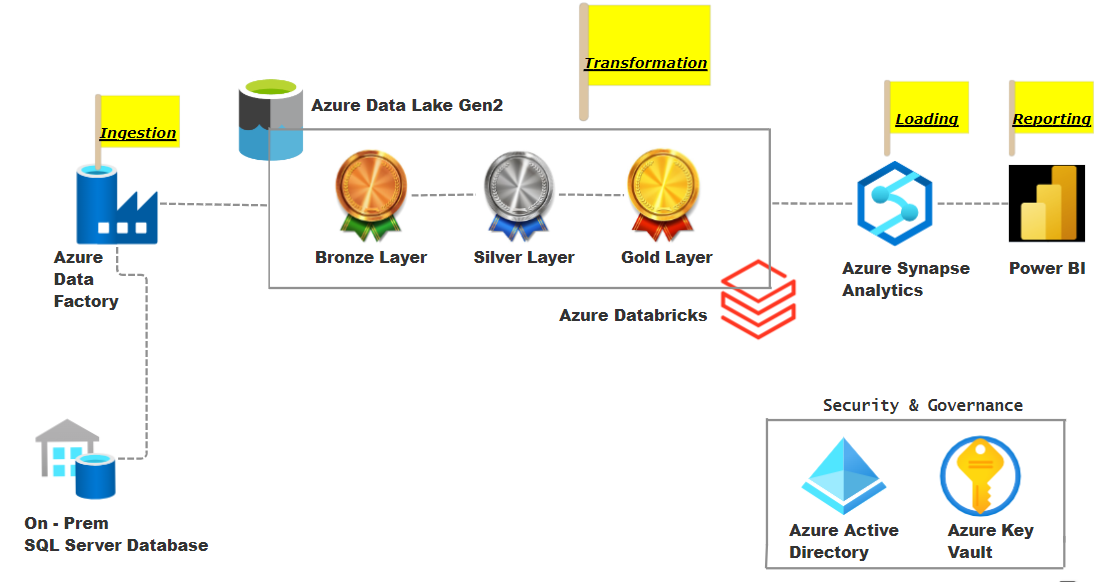 Transformation
Azure Data Lake Gen2
Ingestion
Loading
Reporting
Bronze Layer
Silver Layer
Gold Layer
Azure
Data
Factory
Azure Synapse
Analytics
Power BI
Azure Databricks
Security & Governance
On - Prem
SQL Server Database
Azure Active
Directory
Azure Key
Vault